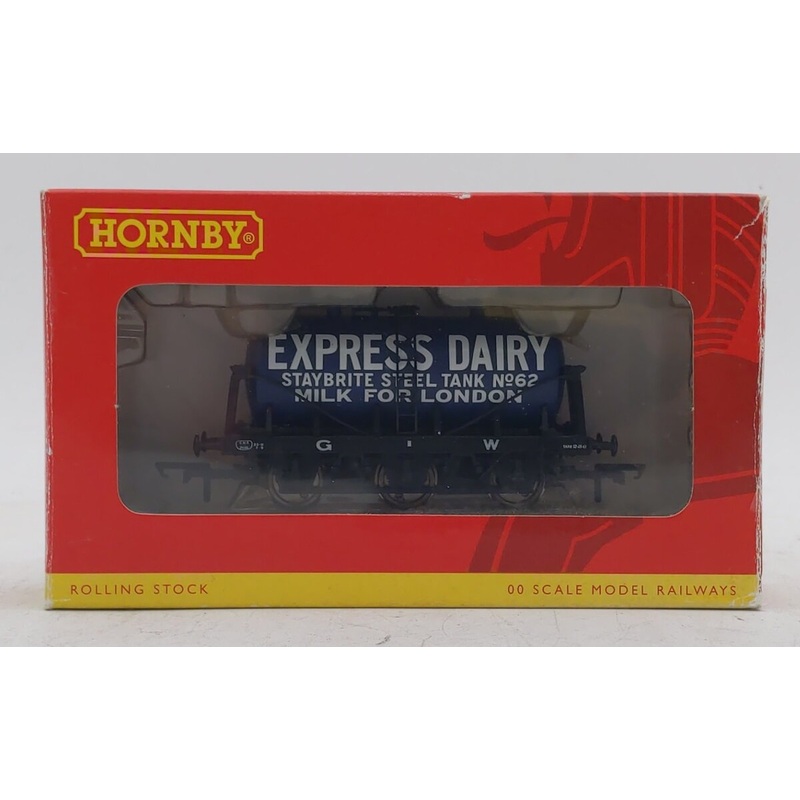 HORNBY®
EXPRESS DAIRY
STAYBRITE STEEL TANK Nº62
MILK FOR LONDON
G W
ROLLING STOCK
00 SCALE MODEL RAILWAYS